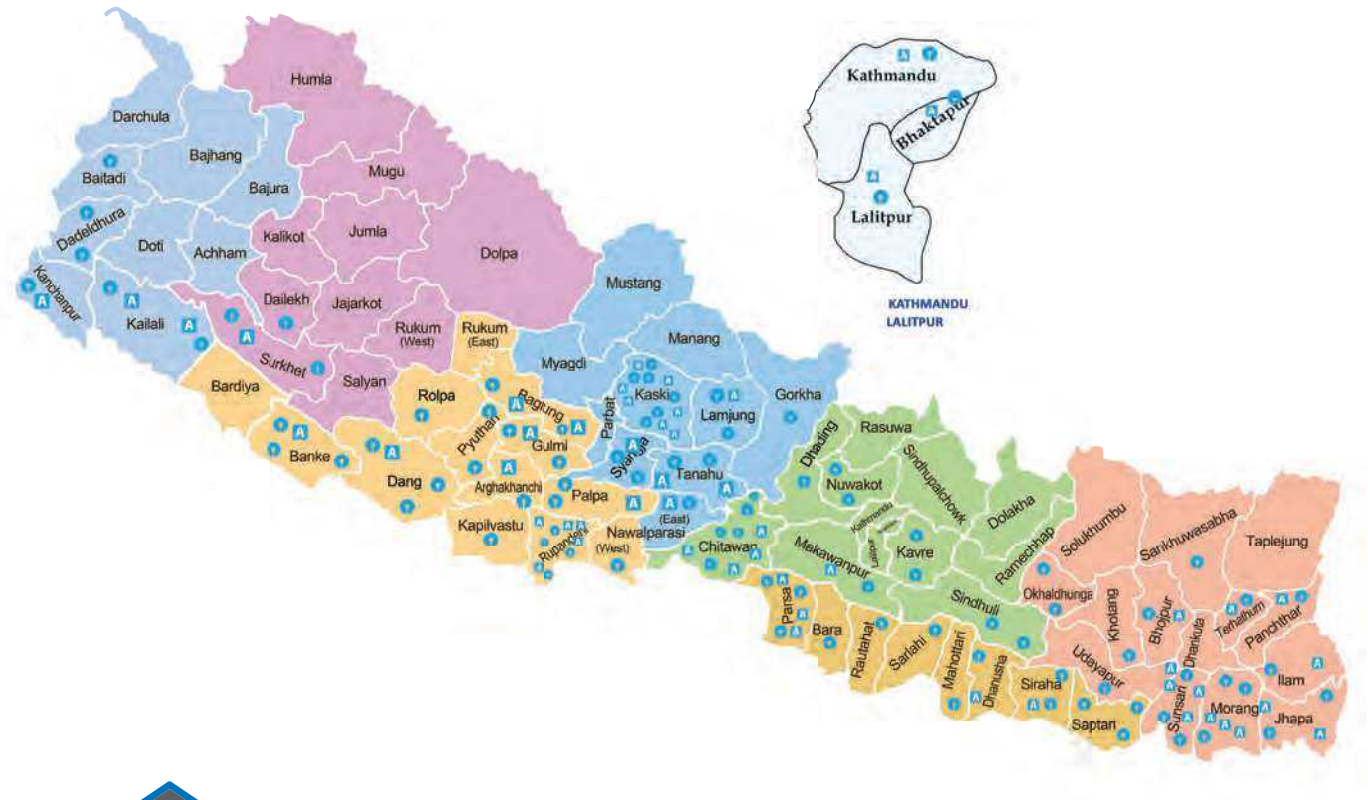 Humla
Darchula
Bajhang
Baitadi
Bajura
Mugu
Dadeldhura
Doti
Achham
Kalikot
Jumla
Dolpa
Kanchanpur
Kailali
Dailekh
Jajarkot
Surkhet
Rukum
(West)
Rukum
(East)
Salyan
Mustang
Manang
Myagdi
Bardiya
Rolpa
Baglung
Parbat
Kaski
Lamjung
Gorkha
Banke
Dang
Pyuthan
Gulmi
Syangja
Tanahu
Arghakhanchi
Palpa
Kapilvastu
Rupandehi
Nawalparasi
(East)
(West)
Dhading
Rasuwa
Nuwakot
Sindhupalchowk
Dolakha
Kathmandu
Lalitpur
Kavre
Ramechhap
Chitawan
Makawanpur
Sindhuli
Parsa
Bara
Rautahat
Sarlahi
Mahottari
Dhanusha
Siraha
Saptari
Solukhumbu
Sankhuwasabha
Taplejung
Okhaldhunga
Khotang
Bhojpur
Dhankuta
Terhathum
Panchthar
Udayapur
Sunsari
Morang
Ilam
Jhapa
Kathmandu
Bhaktapur
Lalitpur
KATHMANDU
LALITPUR